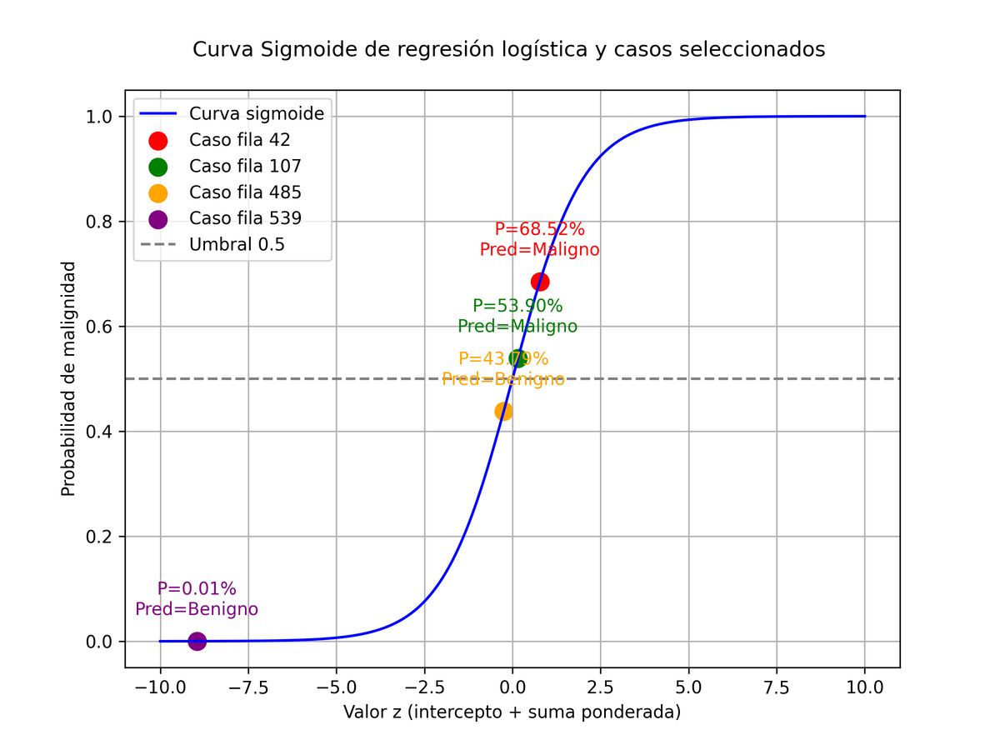 Curva Sigmoide de regresión logística y casos seleccionados
Curva sigmoide
Caso fila 42
Caso fila 107
Caso fila 485
Caso fila 539
Umbral 0.5
P=68.52%
Pred=Maligno
P=53.90%
Pred=Maligno
P=43.79%
Pred=Benigno
P=0.01%
Pred=Benigno
Probabilidad de malignidad
1.0
0.8
0.6
0.4
0.2
0.0
−10.0 −7.5 −5.0 −2.5 0.0 2.5 5.0 7.5 10.0
Valor z (intercepto + suma ponderada)